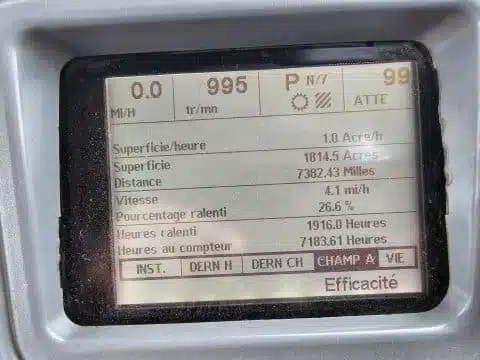 0.0 995 P N/7 99
MI/H tr/mn ATTE
Superficie/heure 1.0 Acre/h
Superficie 1814.5 Acres
Distance 7382.43 Milles
Vitesse 4.1 mi/h
Pourcentage ralenti 26.6 %
Heures ralenti 1916.0 Heures
Heures au compteur 7183.61 Heures
INST. DERN H DERN CH CHAMP A VIE
Efficacité